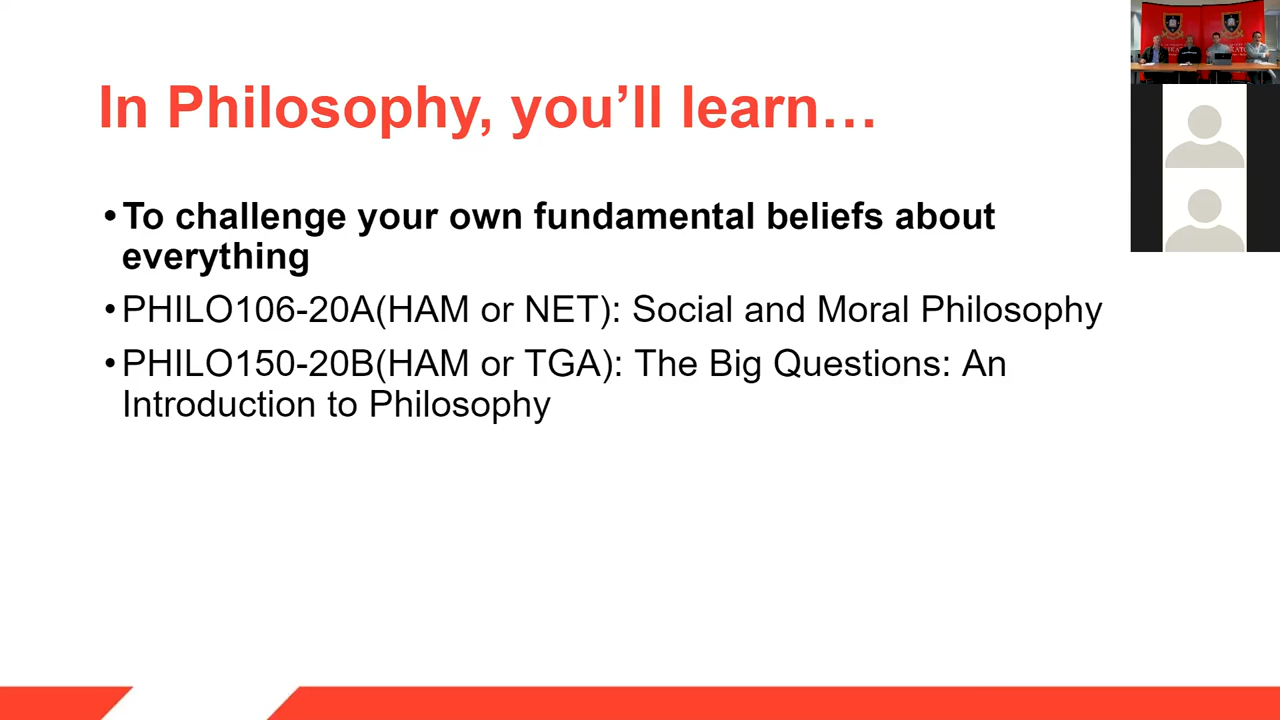 In Philosophy, you’ll learn…
•To challenge your own fundamental beliefs about
everything
•PHILO106-20A(HAM or NET): Social and Moral Philosophy
•PHILO150-20B(HAM or TGA): The Big Questions: An
Introduction to Philosophy